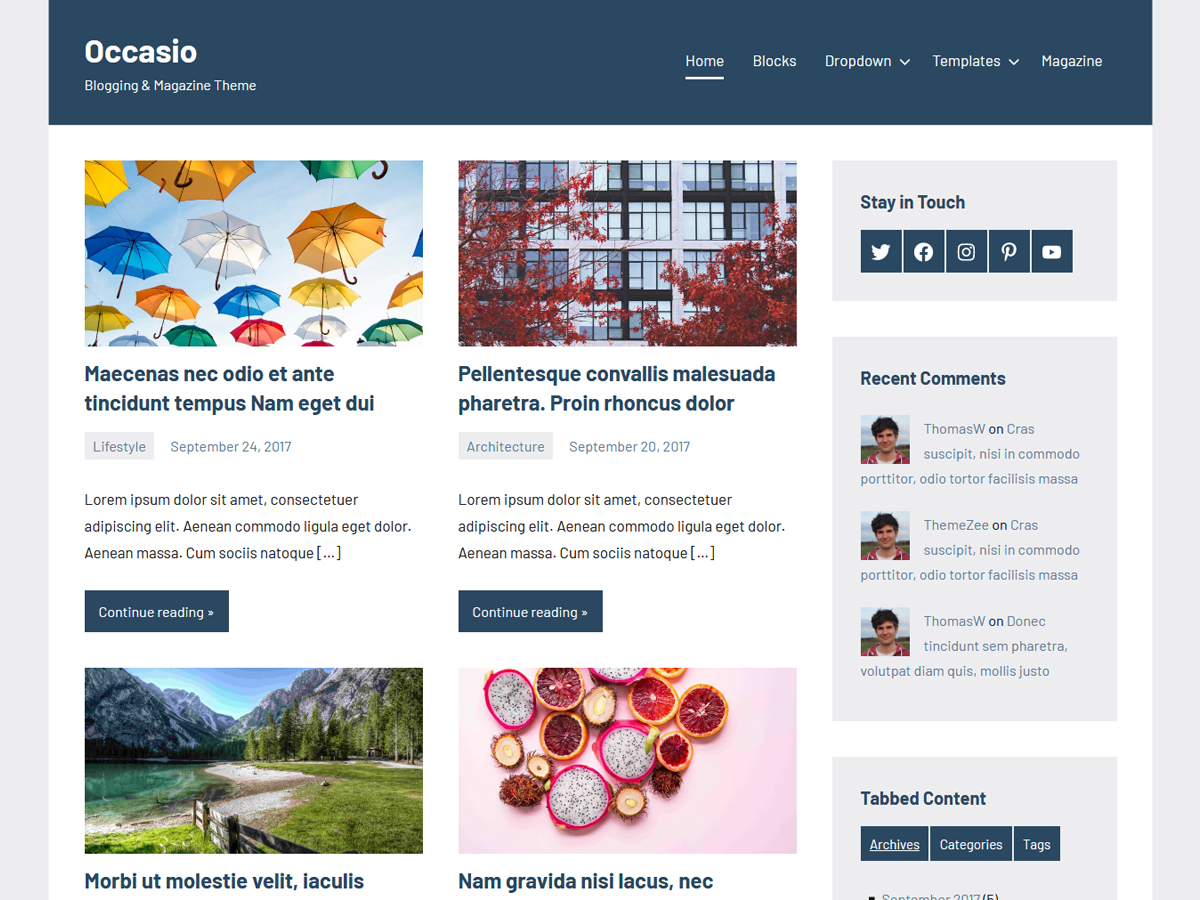 Occasio
Blogging & Magazine Theme
Home
Blocks
Dropdown
Templates
Magazine
Maecenas nec odio et ante
tincidunt tempus Nam eget dui
Lifestyle
September 24, 2017
Lorem ipsum dolor sit amet, consectetuer
adipiscing elit. Aenean commodo ligula eget dolor.
Aenean massa. Cum sociis natoque [...]
Continue reading »
Pellentesque convallis malesuada
pharetra. Proin rhoncus dolor
Architecture
September 20, 2017
Lorem ipsum dolor sit amet, consectetuer
adipiscing elit. Aenean commodo ligula eget dolor.
Aenean massa. Cum sociis natoque [...]
Continue reading »
Morbi ut molestie velit, iaculis
Nam gravida nisi lacus, nec
Stay in Touch
Recent Comments
ThomasW on Cras
suscipit, nisi in commodo
porttitor, odio tortor facilisis massa
ThemeZee on Cras
suscipit, nisi in commodo
porttitor, odio tortor facilisis massa
ThomasW on Donec
tincidunt sem pharetra,
volutpat diam quis, mollis justo
Tabbed Content
Archives
Categories
Tags
September 2017 (5)